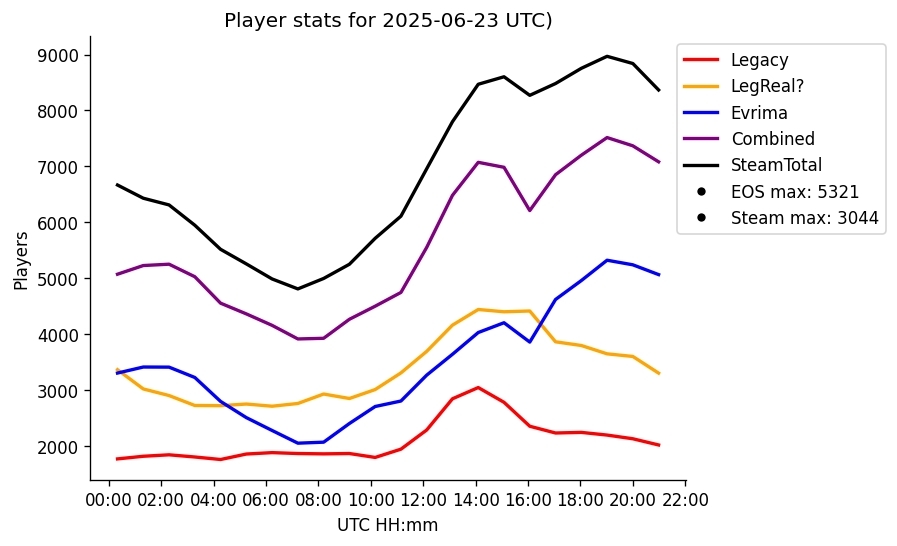 Player stats for 2025-06-23 UTC)
9000
8000
7000
6000
5000
4000
3000
2000
Players
00:00 02:00 04:00 06:00 08:00 10:00 12:00 14:00 16:00 18:00 20:00 22:00
UTC HH:mm
Legacy
LegReal?
Evrima
Combined
SteamTotal
EOS max: 5321
Steam max: 3044